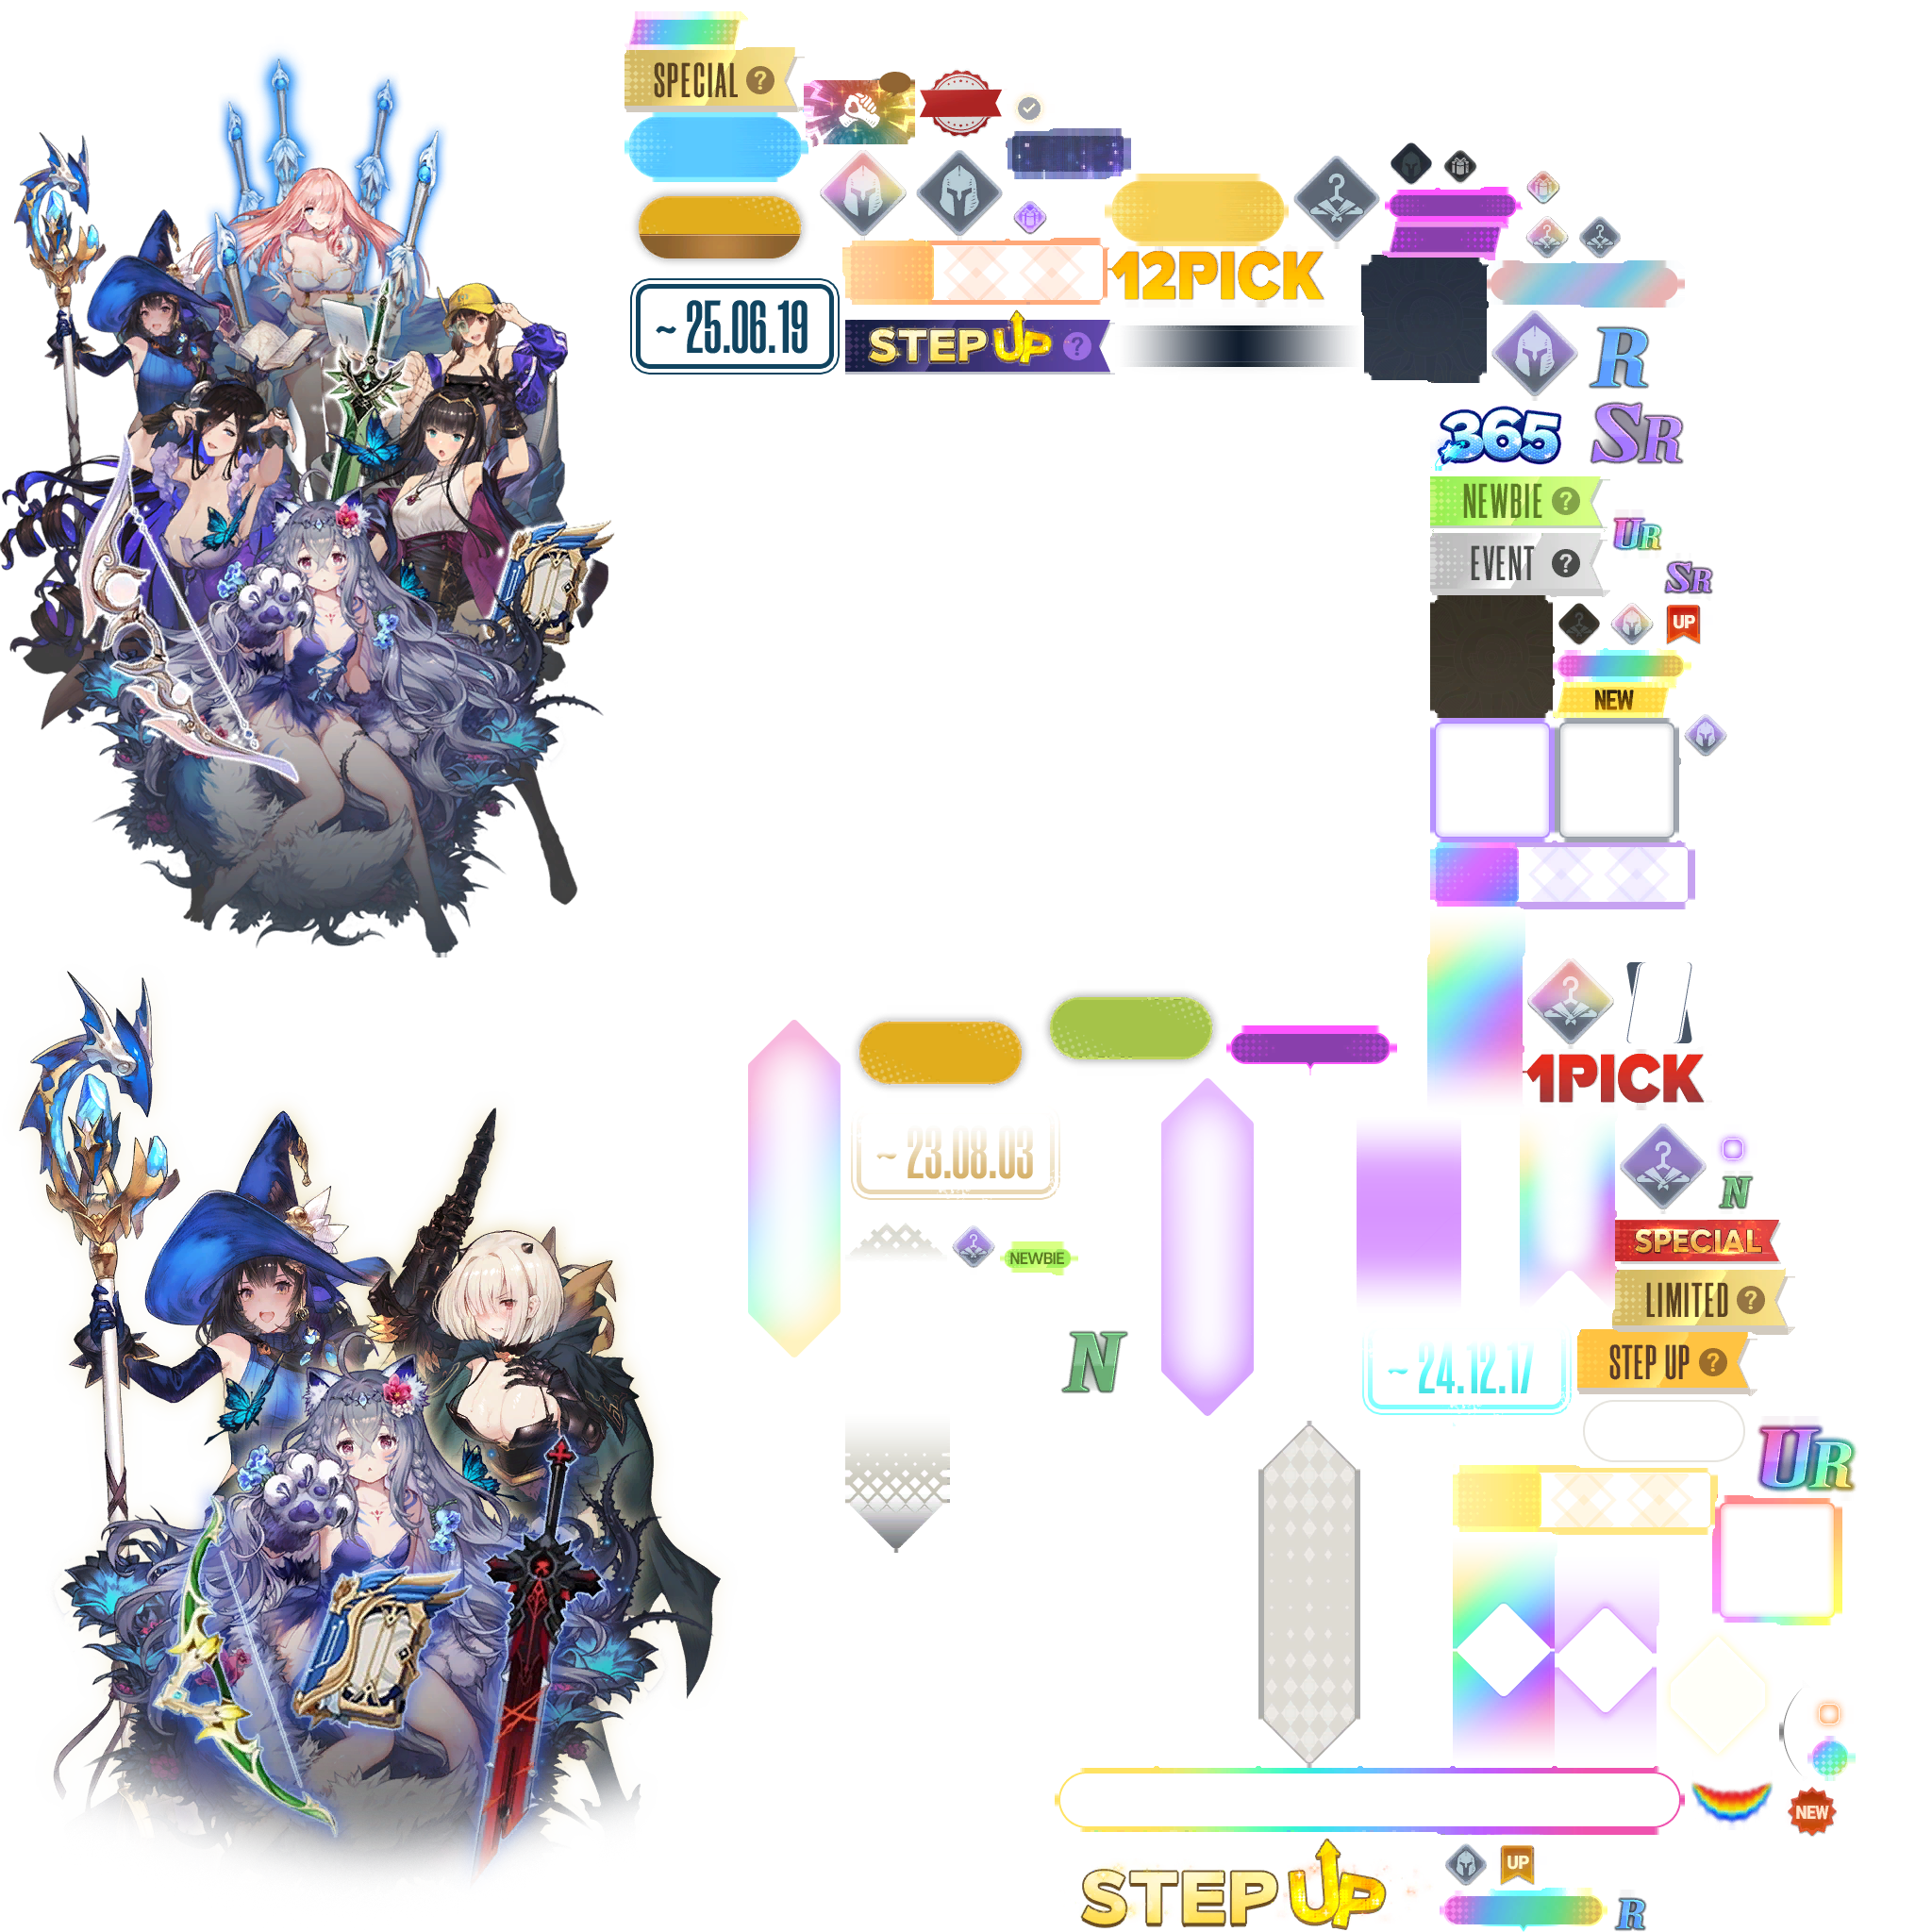 SPECIAL ?
~ 25.06.19
12PICK
STEP UP ?
R
365
SR
NEWBIE ?
UR
EVENT ?
SR
UP
NEW
1PICK
~ 23.08.03
N
NEWBIE
SPECIAL
LIMITED ?
N
~ 24.12.17
STEP UP ?
UR
NEW
STEP UP
UP
R